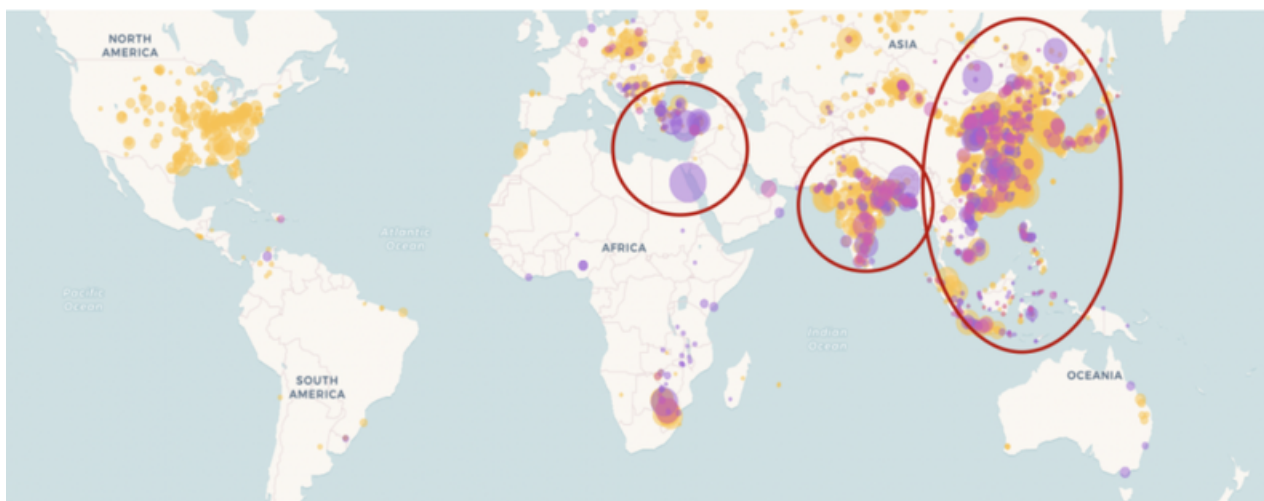 NORTH
AMERICA
ASIA
Atlantic
Ocean
AFRICA
Pacific
Ocean
Indian
Ocean
SOUTH
AMERICA
OCEANIA